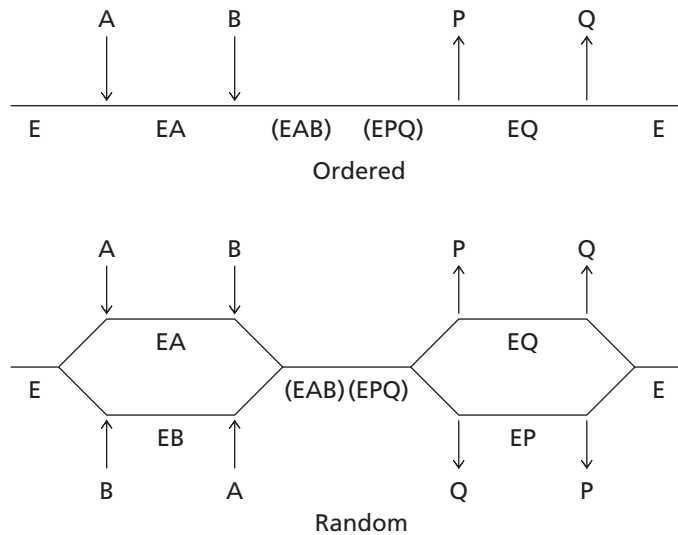 A B P Q
E EA (EAB) (EPQ) EQ E
Ordered
A B P Q
EA EQ
E (EAB) (EPQ) E
EB EP
B A Q P
Random